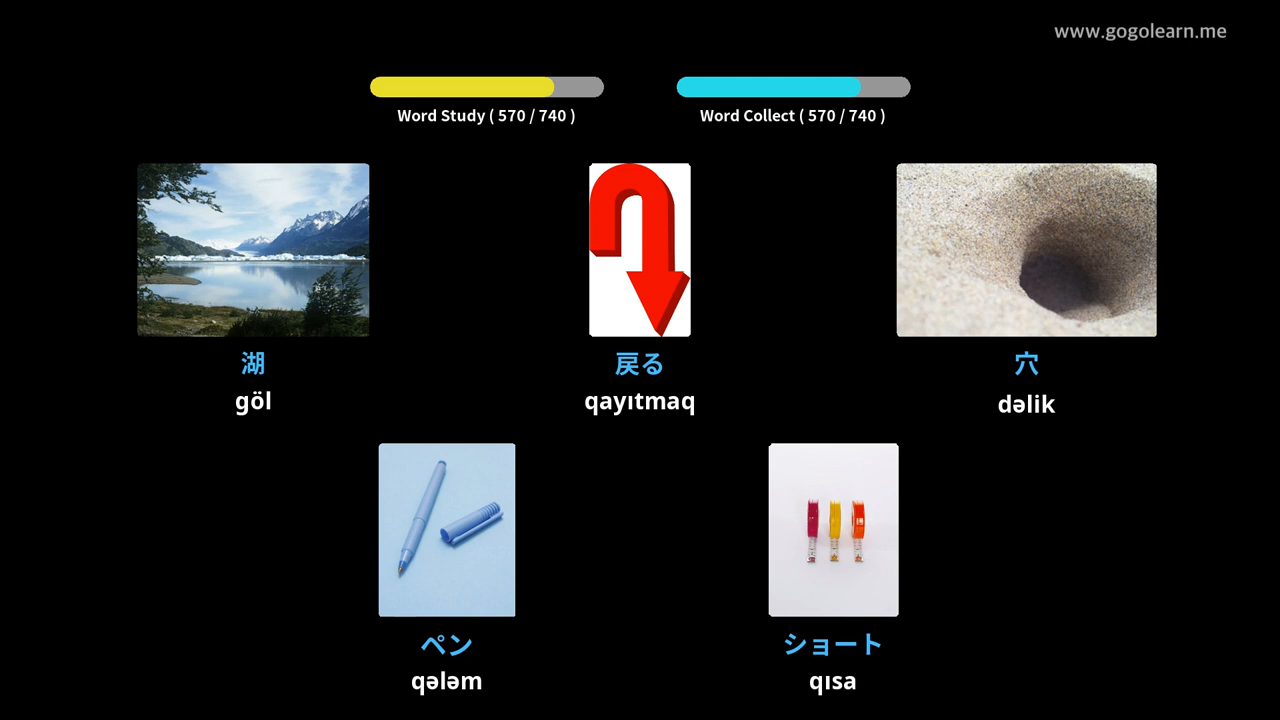 www.gogolearn.me
Word Study ( 570 / 740 )
Word Collect ( 570 / 740 )
湖
göl
戻る
qayıtmaq
穴
dəlik
ペン
qələm
ショート
qısa